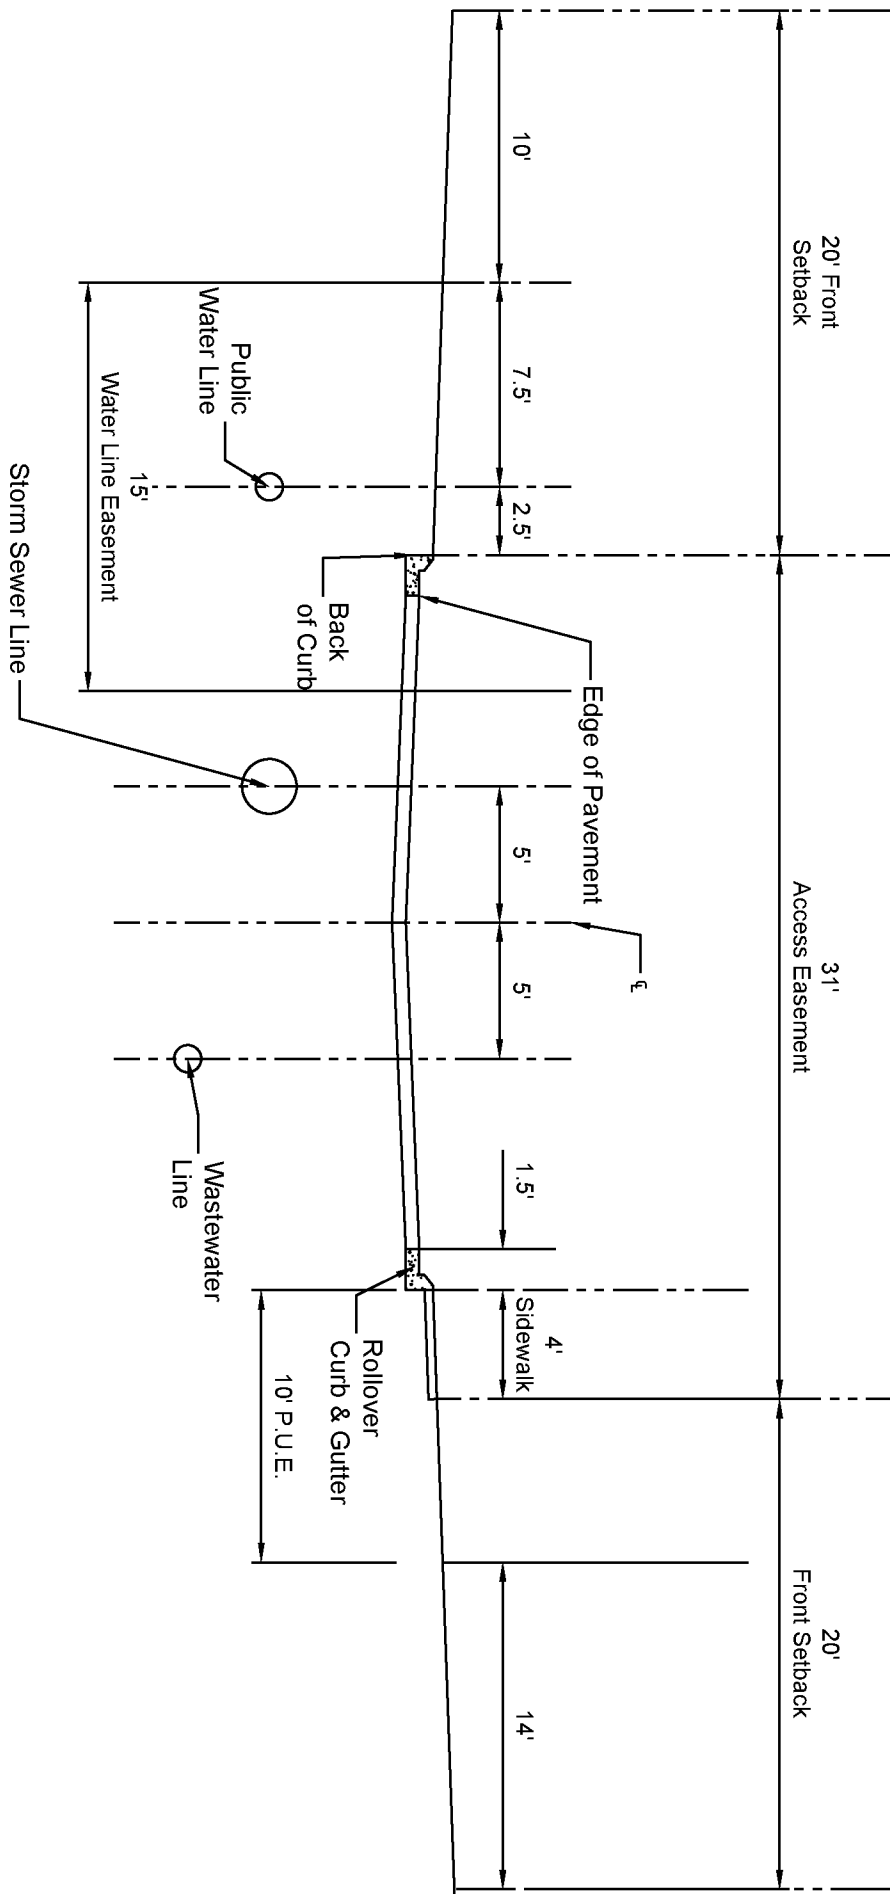 20' Front
Setback
31'
Access Easement
20'
Front Setback
10'
7.5'
2.5'
5'
5'
1.5'
4'
Sidewalk
14'
Edge of Pavement
℄
Public
Water Line
Back
of Curb
15'
Water Line Easement
Storm Sewer Line
Wastewater
Line
Rollover
Curb & Gutter
10' P.U.E.